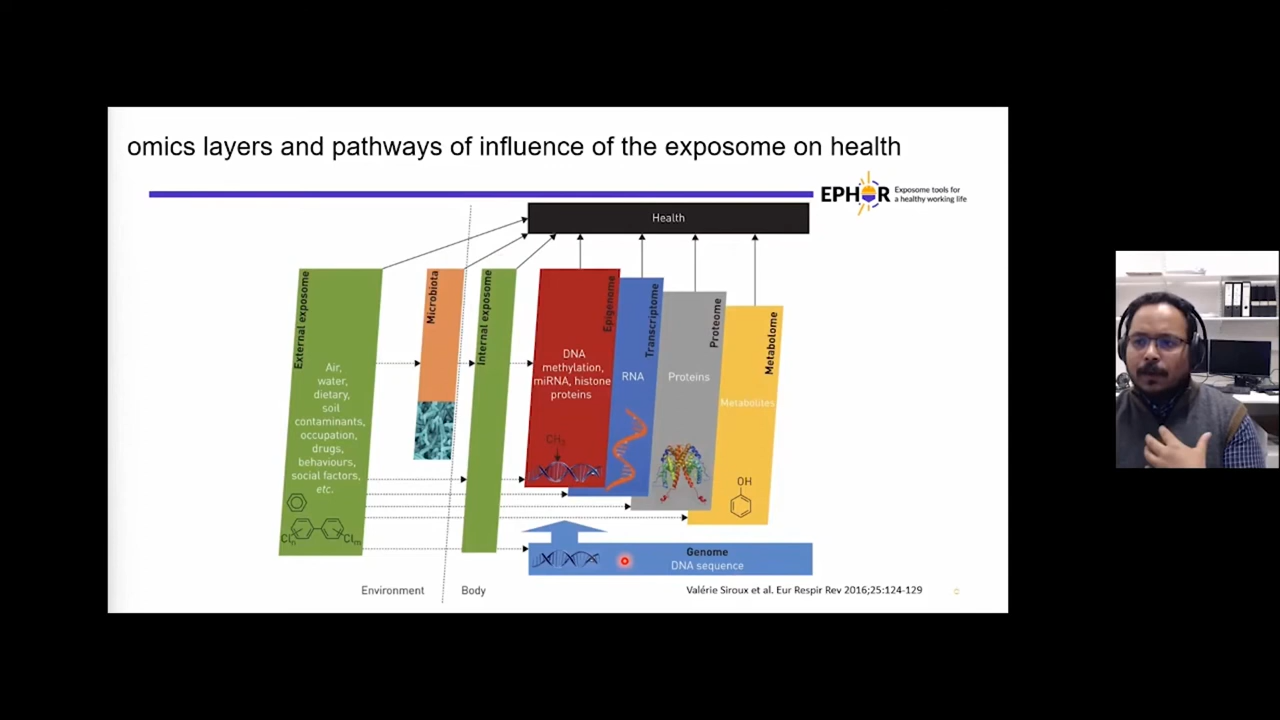 omics layers and pathways of influence of the exposome on health
EPHOR
Exposome tools for
a healthy working life
Health
External exposome
Air,
water,
dietary,
soil
contaminants,
occupation,
drugs,
behaviours,
social factors,
etc.
Cln
Clm
Microbiota
Internal exposome
Epigenome
DNA
methylation,
miRNA, histone
proteins
CH3
Transcriptome
RNA
Proteome
Proteins
Metabolome
Metabolites
OH
Genome
DNA sequence
Environment
Body
Valérie Siroux et al. Eur Respir Rev 2016;25:124-129